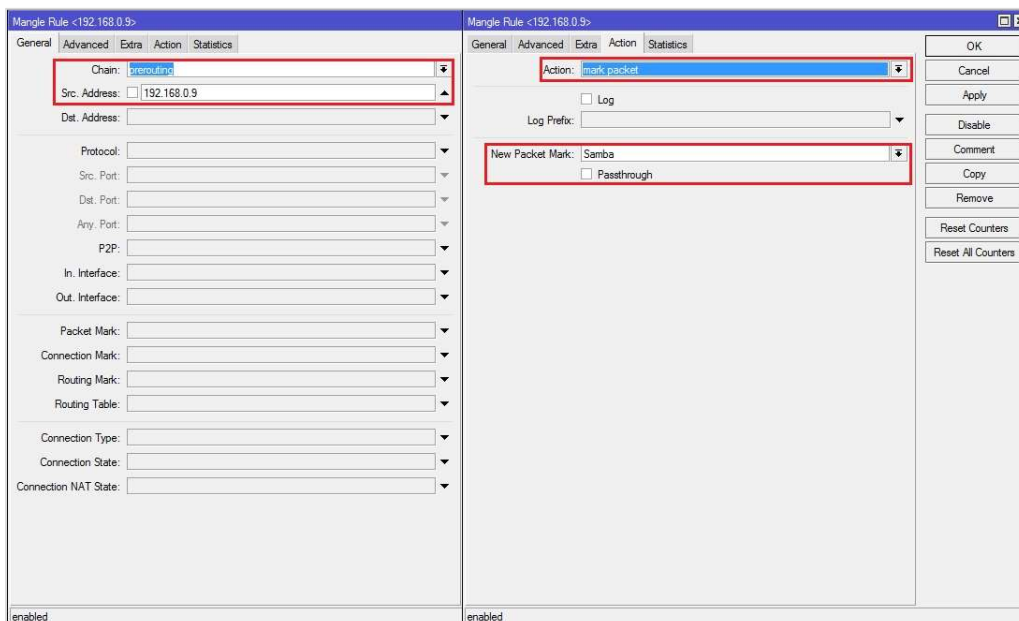 Mangle Rule <192.168.0.9>
General Advanced Extra Action Statistics
Chain: prerouting
Src. Address: 192.168.0.9
Dst. Address:
Protocol:
Src. Port:
Dst. Port:
Any. Port:
P2P:
In. Interface:
Out. Interface:
Packet Mark:
Connection Mark:
Routing Mark:
Routing Table:
Connection Type:
Connection State:
Connection NAT State:
enabled
Mangle Rule <192.168.0.9>
General Advanced Extra Action Statistics
Action: mark packet
Log
Log Prefix:
New Packet Mark: Samba
Passthrough
enabled
OK
Cancel
Apply
Disable
Comment
Copy
Remove
Reset Counters
Reset All Counters